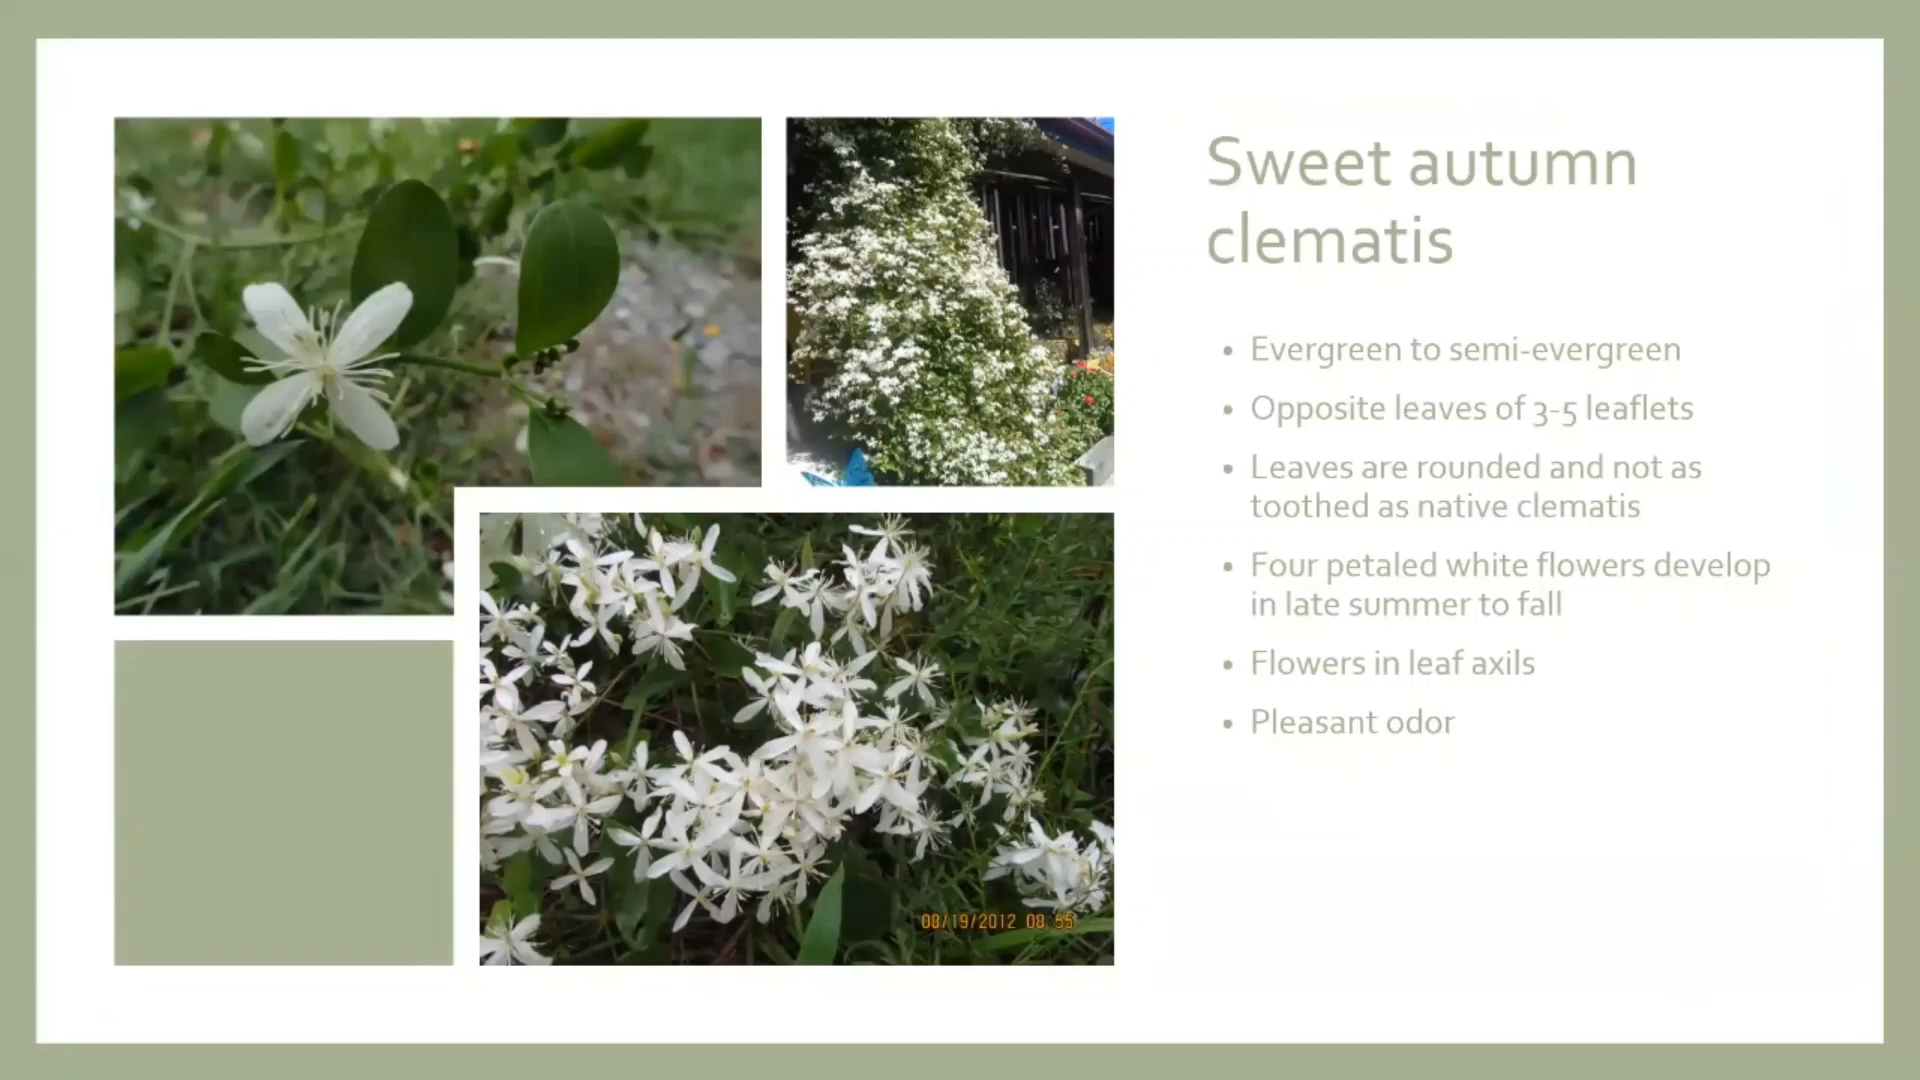 Sweet autumn
clematis
• Evergreen to semi-evergreen
• Opposite leaves of 3-5 leaflets
• Leaves are rounded and not as
toothed as native clematis
• Four petaled white flowers develop
in late summer to fall
• Flowers in leaf axils
• Pleasant odor
08/19/2012 08:55